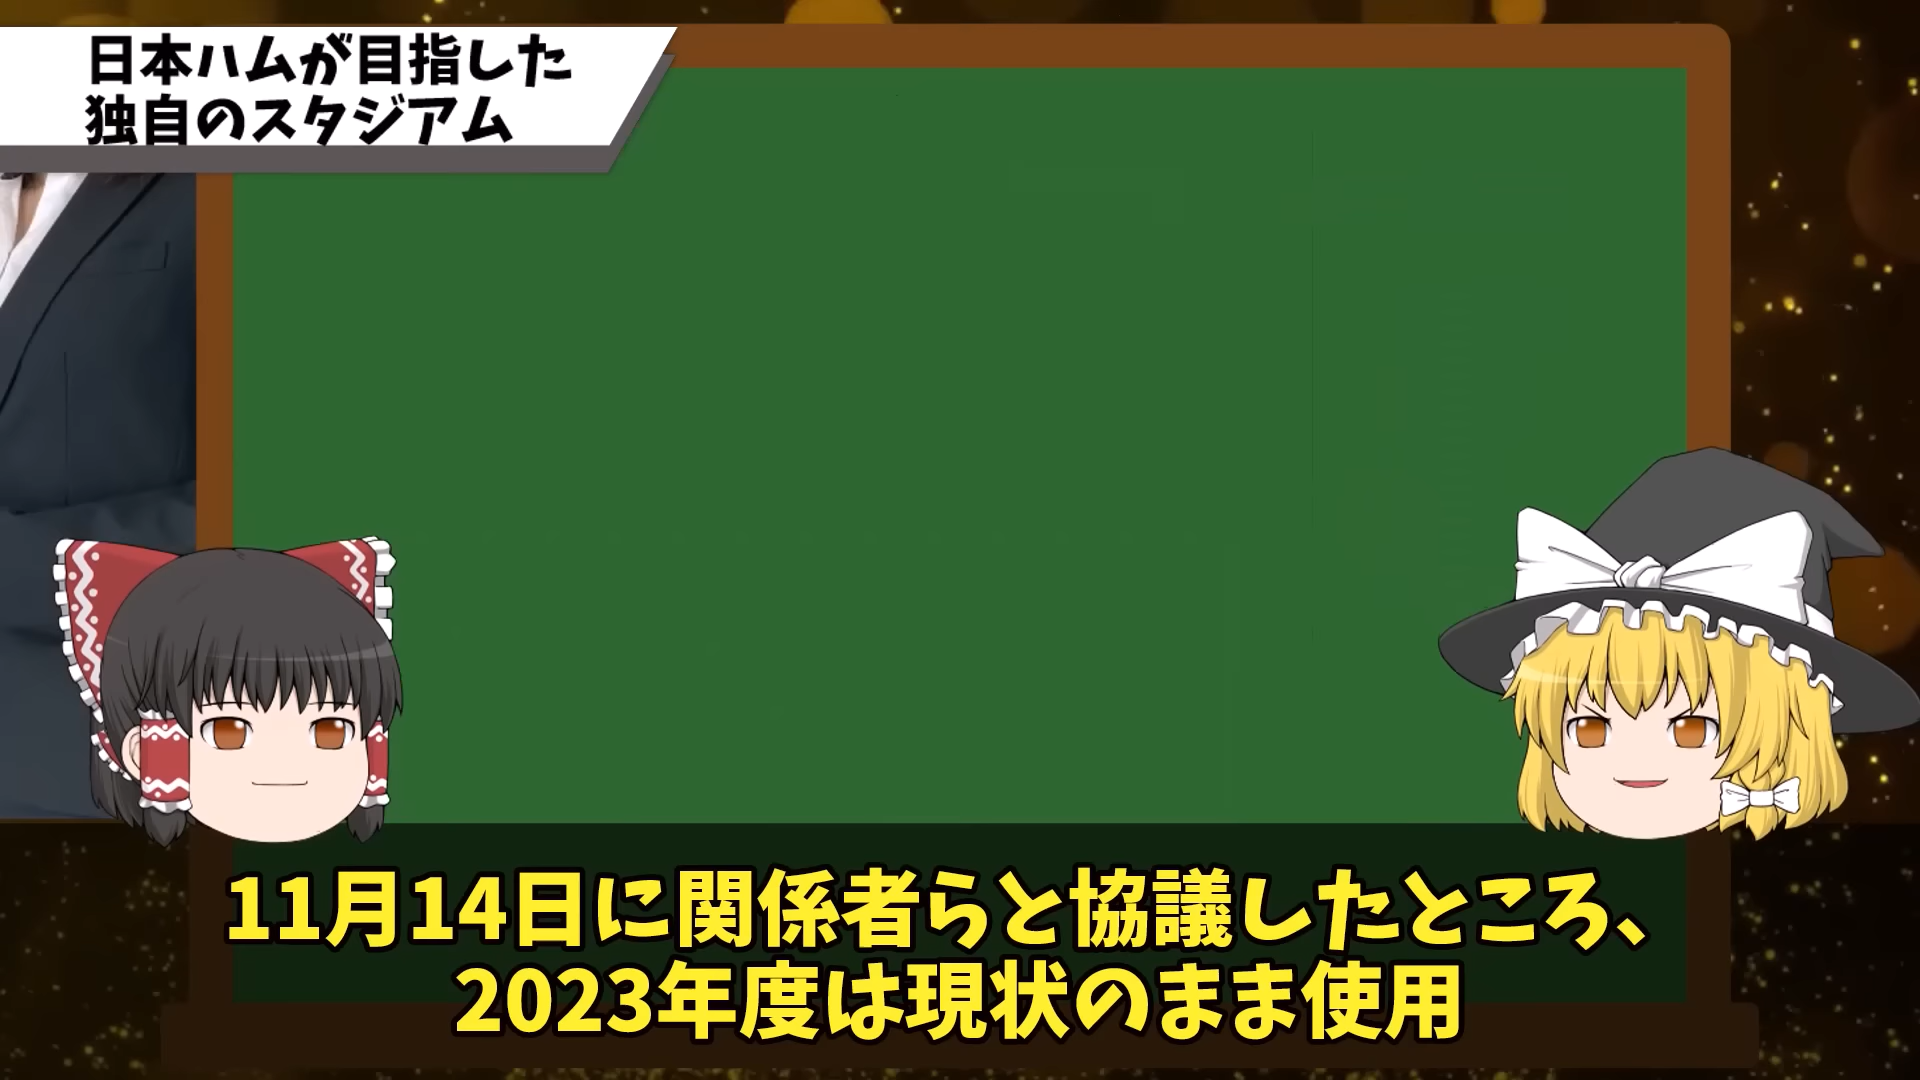 日本ハムが目指した
独自のスタジアム
11月14日に関係者らと協議したところ、
2023年度は現状のまま使用